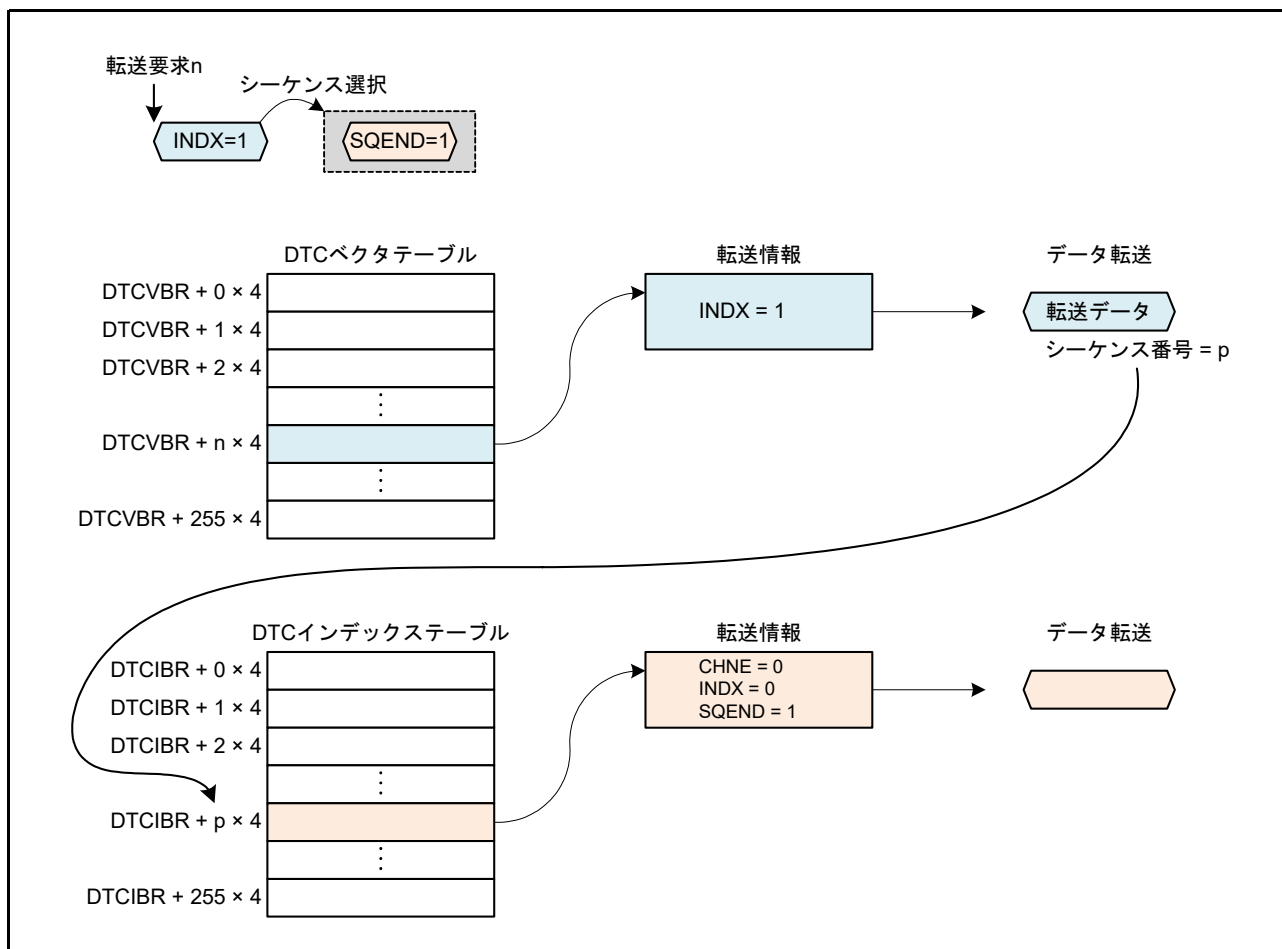 転送要求n
シーケンス選択
INDX=1
SQEND=1
DTCベクタテーブル
転送情報
データ転送
DTCVBR + 0 × 4
DTCVBR + 1 × 4
DTCVBR + 2 × 4
⋮
DTCVBR + n × 4
⋮
DTCVBR + 255 × 4
INDX = 1
転送データ
シーケンス番号 = p
DTCインデックステーブル
転送情報
データ転送
DTCIBR + 0 × 4
DTCIBR + 1 × 4
DTCIBR + 2 × 4
⋮
DTCIBR + p × 4
⋮
DTCIBR + 255 × 4
CHNE = 0
INDX = 0
SQEND = 1